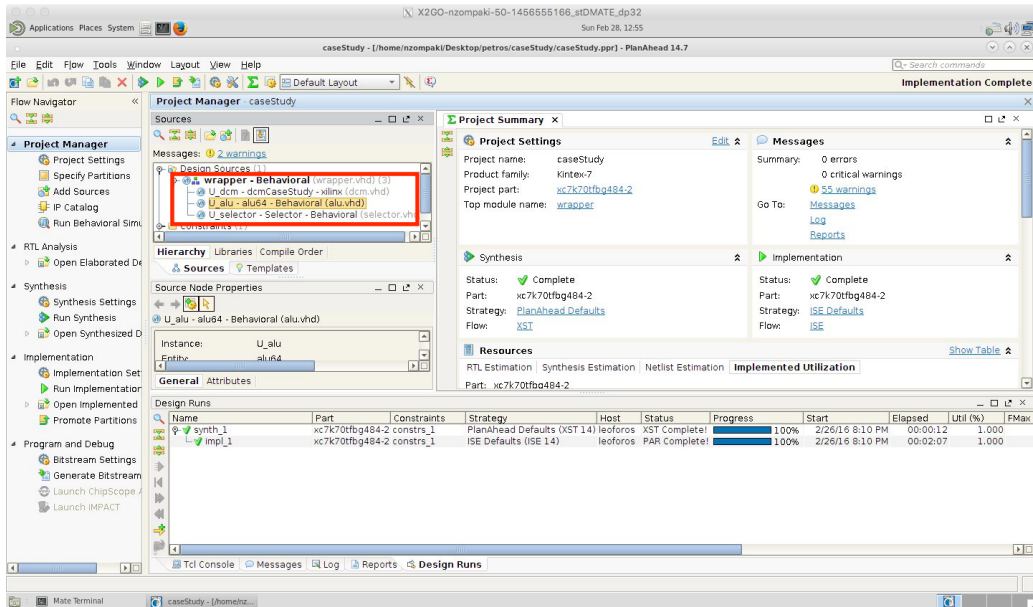 X2GO-nzompaki-50-1456555166_stDMATE_dp32
Applications Places System
Sun Feb 28, 12:55
caseStudy - [/home/nzompaki/Desktop/petros/caseStudy/caseStudy.ppr] - PlanAhead 14.7
File Edit Flow Tools Window Layout View Help
Search commands
Default Layout
Implementation Complete
Flow Navigator
Project Manager
Project Settings
Specify Partitions
Add Sources
IP Catalog
Run Behavioral Simu
RTL Analysis
Open Elaborated De
Synthesis
Synthesis Settings
Run Synthesis
Open Synthesized D
Implementation
Implementation Set
Run Implementation
Open Implemented
Promote Partitions
Program and Debug
Bitstream Settings
Generate Bitstream
Launch ChipScope A
Launch iMPACT
Project Manager - caseStudy
Sources
Messages: 2 warnings
Design Sources (1)
wrapper - Behavioral (wrapper.vhd) (3)
U_dcm - dcmCaseStudy - xilinx (dcm.vhd)
U_alu - alu64 - Behavioral (alu.vhd)
U_selector - Selector - Behavioral (selector.vhd
Constraints (1)
Hierarchy Libraries Compile Order
Sources Templates
Source Node Properties
U_alu - alu64 - Behavioral (alu.vhd)
Instance: U_alu
Entity: alu64
General Attributes
Project Summary
Project Settings Edit
Project name: caseStudy
Product family: Kintex-7
Project part: xc7k70tfbg484-2
Top module name: wrapper
Messages
Summary: 0 errors
0 critical warnings
55 warnings
Go To: Messages
Log
Reports
Synthesis
Status: Complete
Part: xc7k70tfbg484-2
Strategy: PlanAhead Defaults
Flow: XST
Implementation
Status: Complete
Part: xc7k70tfbg484-2
Strategy: ISE Defaults
Flow: ISE
Resources Show Table
RTL Estimation Synthesis Estimation Netlist Estimation Implemented Utilization
Part: xc7k70tfbg484-2
Design Runs
Name Part Constraints Strategy Host Status Progress Start Elapsed Util (%) FMax
synth_1 xc7k70tfbg484-2 constrs_1 PlanAhead Defaults (XST 14) leoforos XST Complete! 100% 2/26/16 8:10 PM 00:00:12 1.000
impl_1 xc7k70tfbg484-2 constrs_1 ISE Defaults (ISE 14) leoforos PAR Complete! 100% 2/26/16 8:10 PM 00:02:07 1.000
Tcl Console Messages Log Reports Design Runs
Mate Terminal
caseStudy - [/home/nz...